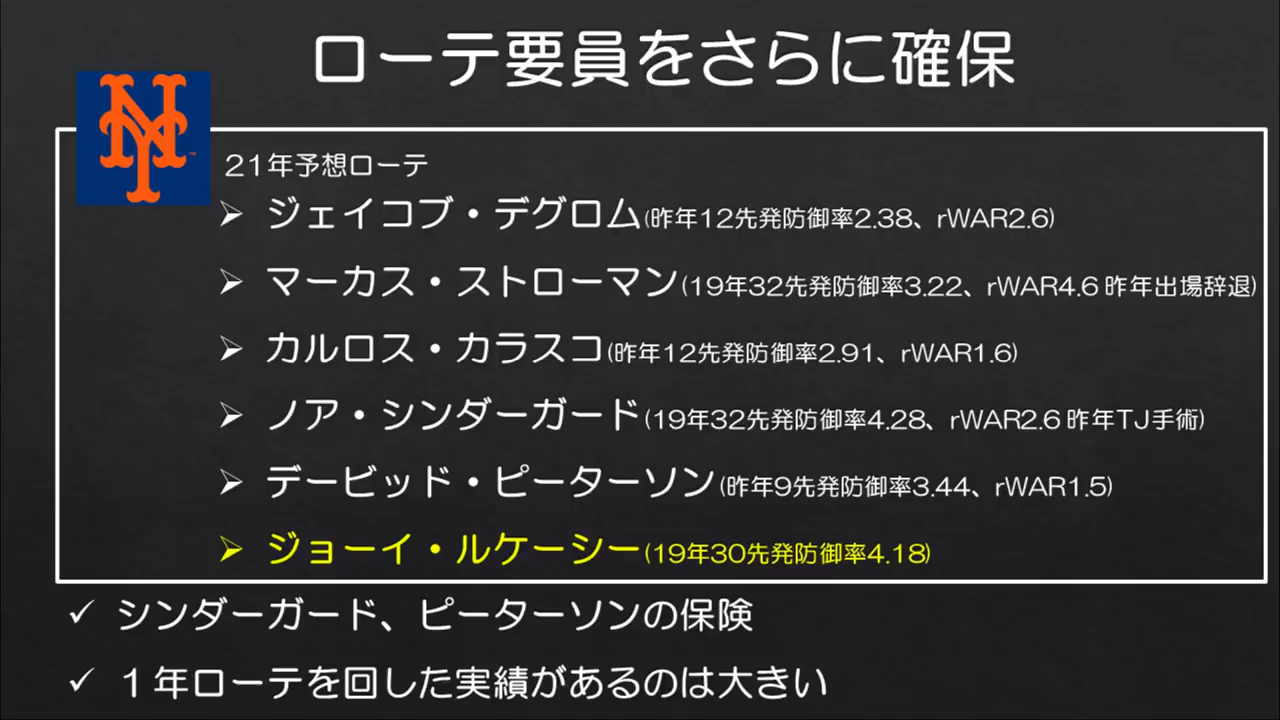 ローテ要員をさらに確保
NY
21年予想ローテ
➢ ジェイコブ・デグロム(昨年12先発防御率2.38、rWAR2.6)
➢ マーカス・ストローマン(19年32先発防御率3.22、rWAR4.6 昨年出場辞退)
➢ カルロス・カラスコ(昨年12先発防御率2.91、rWAR1.6)
➢ ノア・シンダーガード(19年32先発防御率4.28、rWAR2.6 昨年TJ手術)
➢ デービッド・ピーターソン(昨年9先発防御率3.44、rWAR1.5)
➢ ジョーイ・ルケーシー(19年30先発防御率4.18)
✓ シンダーガード、ピーターソンの保険
✓ 1年ローテを回した実績があるのは大きい